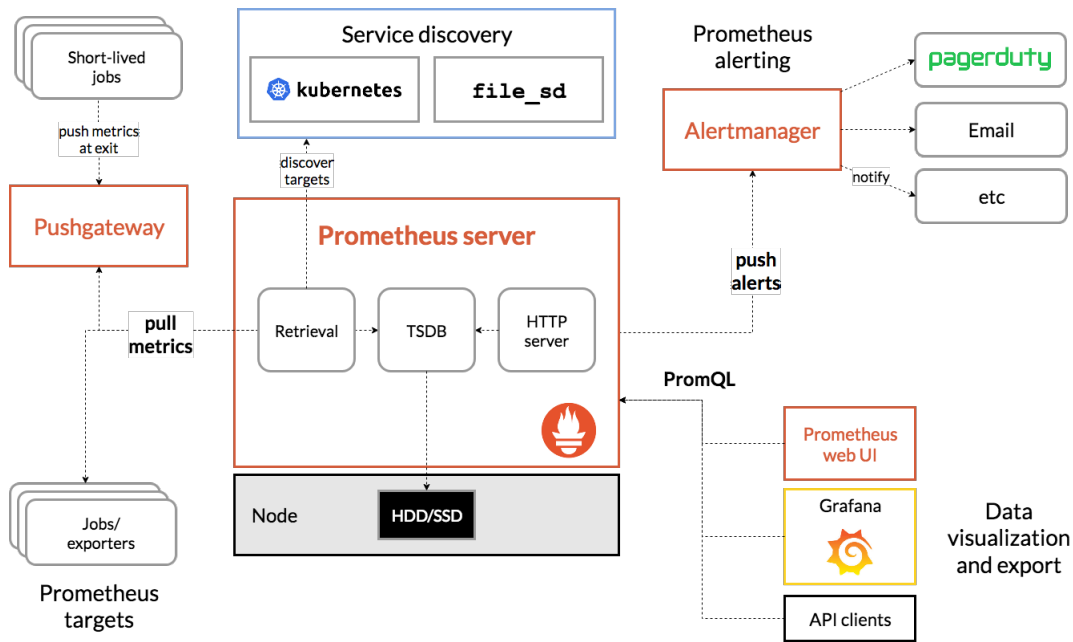 Short-lived
jobs
push metrics
at exit
Pushgateway
pull
metrics
Jobs/
exporters
Prometheus
targets
Service discovery
kubernetes
file_sd
discover
targets
Prometheus server
Retrieval
TSDB
HTTP
server
Node
HDD/SSD
Prometheus
alerting
Alertmanager
pagerduty
Email
notify
etc
push
alerts
PromQL
Prometheus
web UI
Grafana
API clients
Data
visualization
and export